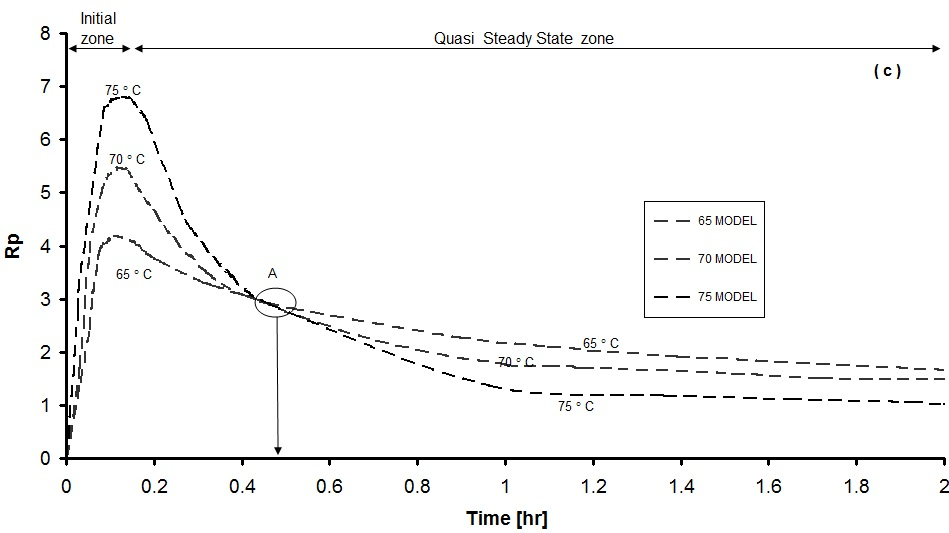 Initial
zone
Quasi Steady State zone
( c )
8
7
6
5
4
3
2
1
0
Rp
75 ° C
70 ° C
65 ° C
A
65 MODEL
70 MODEL
75 MODEL
65 ° C
70 ° C
75 ° C
0 0.2 0.4 0.6 0.8 1 1.2 1.4 1.6 1.8 2
Time [hr]